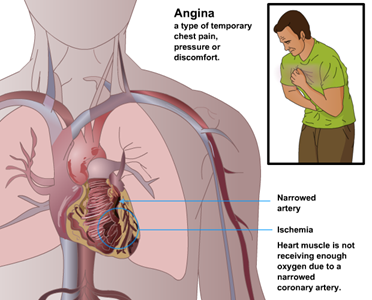 Angina
a type of temporary
chest pain,
pressure or
discomfort.
Narrowed
artery
Ischemia
Heart muscle is not
receiving enough
oxygen due to a
narrowed
coronary artery.